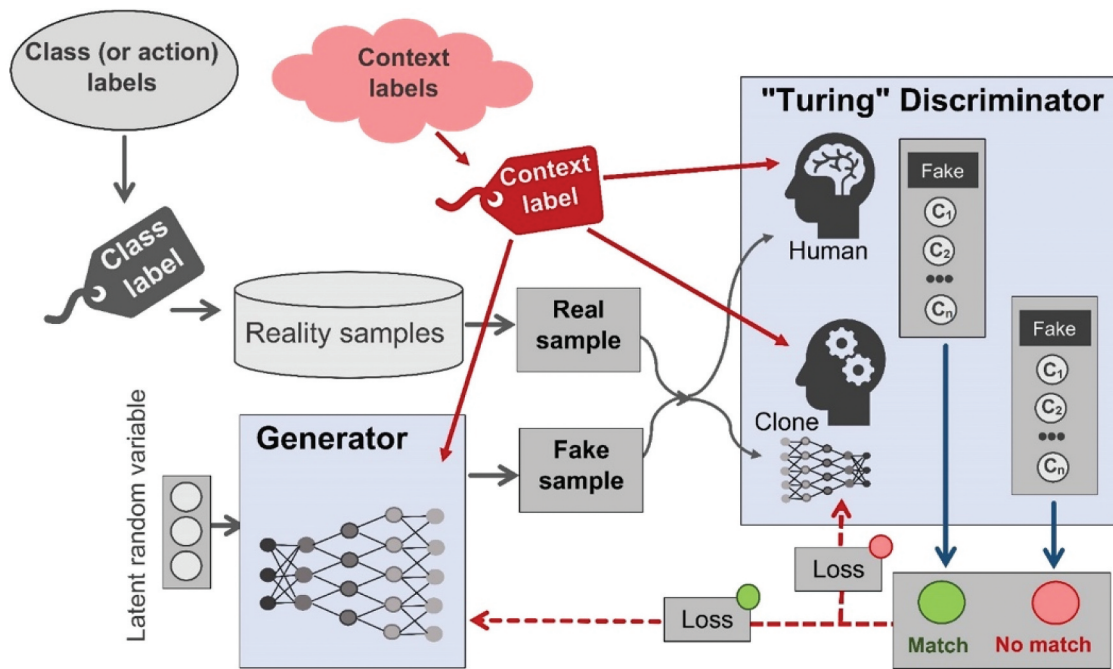 Class (or action)
labels
Context
labels
"Turing" Discriminator
Context
label
Fake
C1
C2
•••
Cn
Human
Class
label
Reality samples
Real
sample
Fake
C1
C2
•••
Cn
Clone
Latent random variable
Generator
Fake
sample
Loss
Loss
Match
No match